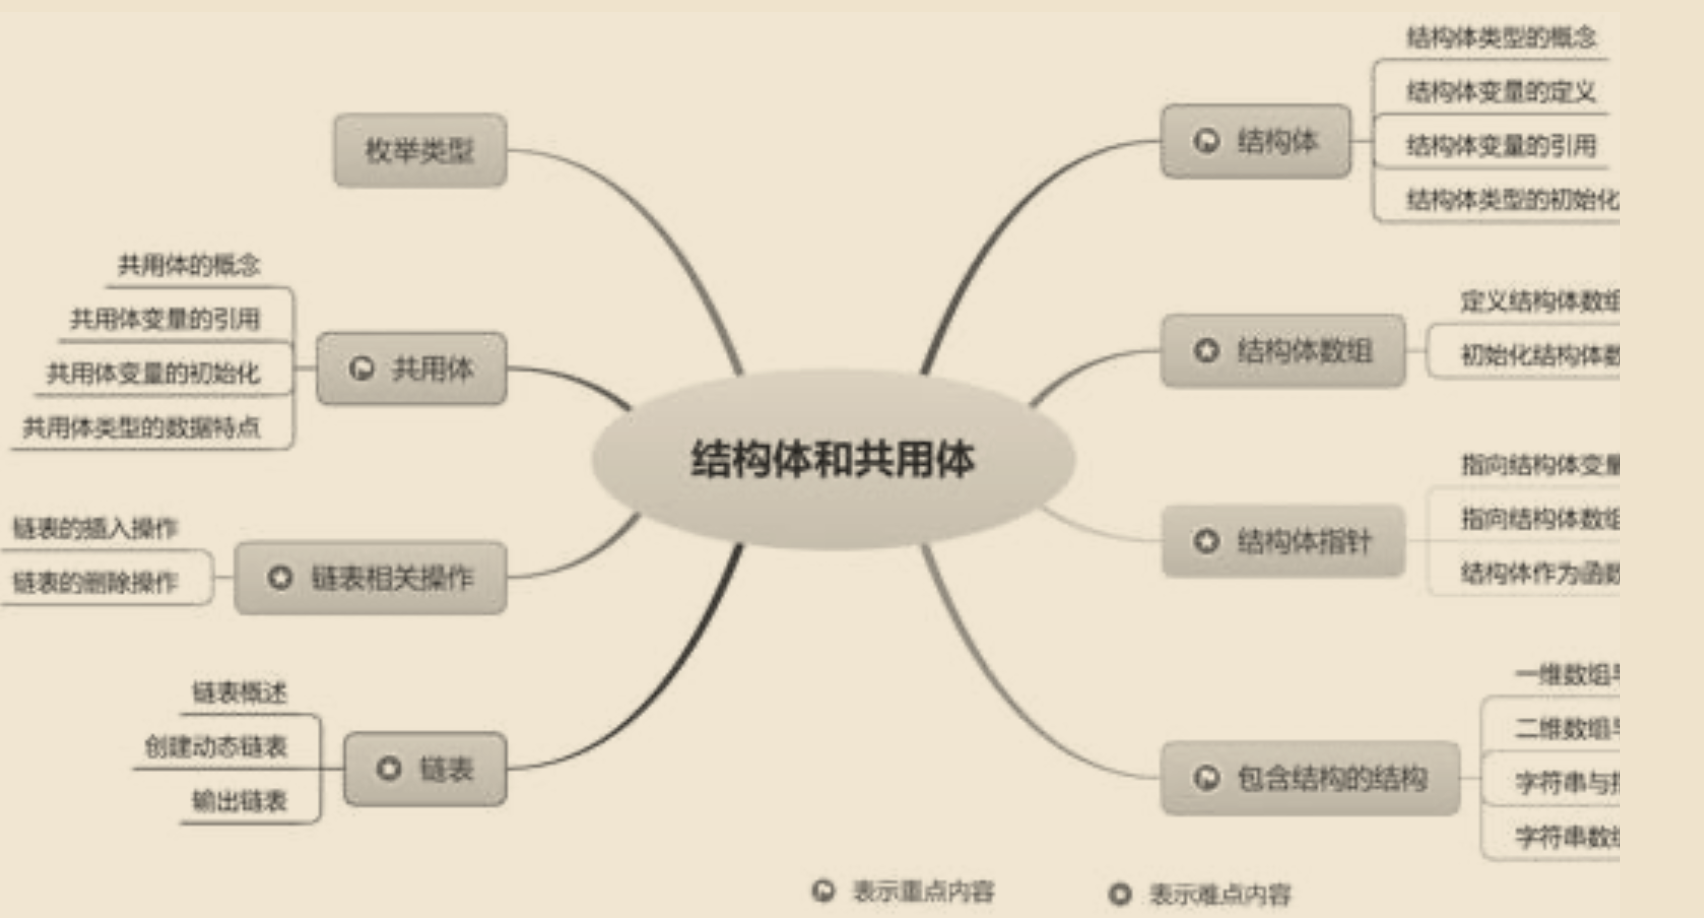 结构体和共用体
结构体
结构体类型的概念
结构体变量的定义
结构体变量的引用
结构体类型的初始化
结构体数组
定义结构体数组
初始化结构体数
结构体指针
指向结构体变量
指向结构体数组
结构体作为函数
包含结构的结构
一维数组与
二维数组与
字符串与指
字符串数组
枚举类型
共用体
共用体的概念
共用体变量的引用
共用体变量的初始化
共用体类型的数据特点
链表相关操作
链表的插入操作
链表的删除操作
链表
链表概述
创建动态链表
输出链表
表示重点内容
表示难点内容